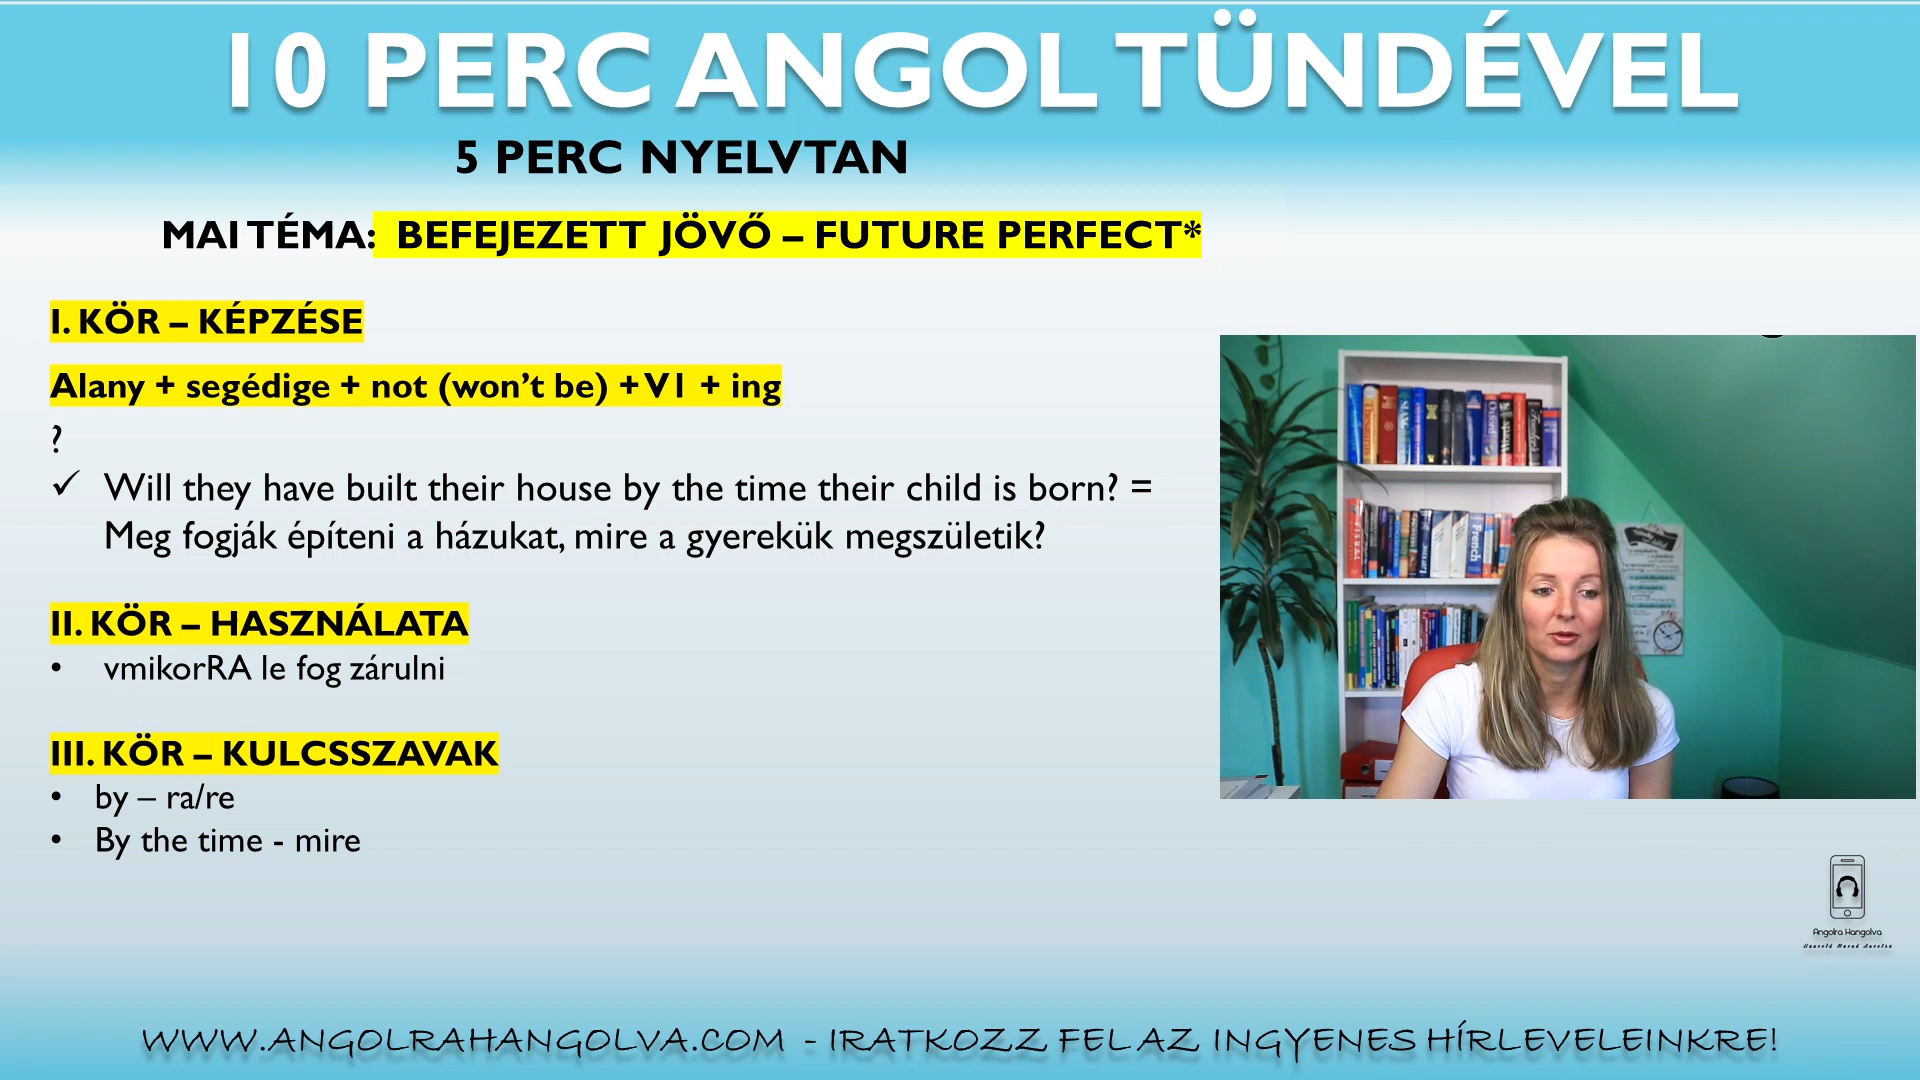 10 PERC ANGOL TÜNDÉVEL
5 PERC NYELVTAN
MAI TÉMA: BEFEJEZETT JÖVŐ – FUTURE PERFECT*
I. KÖR – KÉPZÉSE
Alany + segédige + not (won’t be) + V1 + ing
?
✓ Will they have built their house by the time their child is born? =
Meg fogják építeni a házukat, mire a gyerekük megszületik?
II. KÖR – HASZNÁLATA
• vmikorRA le fog zárulni
III. KÖR – KULCSSZAVAK
• by – ra/re
• By the time - mire
French
Angolra Hangolva
WWW.ANGOLRAHANGOLVA.COM - IRATKOZZ FEL AZ INGYENES HÍRLEVELEINKRE!